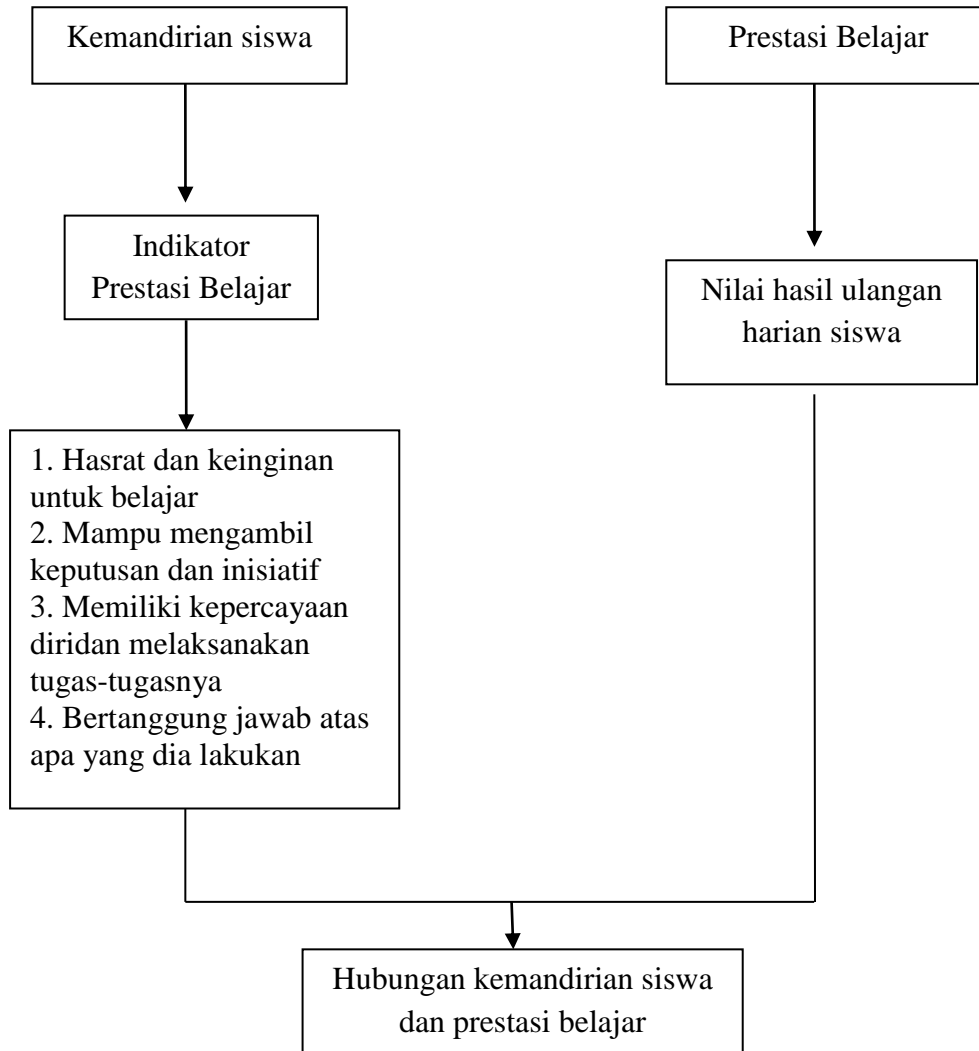 Kemandirian siswa
Prestasi Belajar
Indikator
Prestasi Belajar
Nilai hasil ulangan
harian siswa
1. Hasrat dan keinginan
untuk belajar
2. Mampu mengambil
keputusan dan inisiatif
3. Memiliki kepercayaan
diridan melaksanakan
tugas-tugasnya
4. Bertanggung jawab atas
apa yang dia lakukan
Hubungan kemandirian siswa
dan prestasi belajar